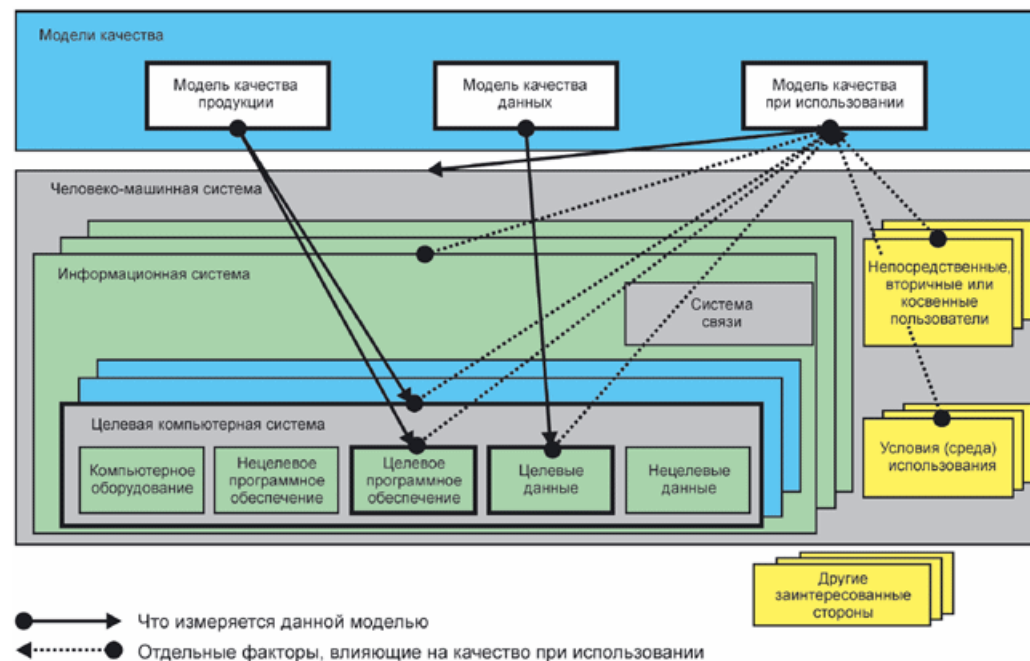 Модели качества
Модель качества
продукции
Модель качества
данных
Модель качества
при использовании
Человеко-машинная система
Информационная система
Система
связи
Непосредственные,
вторичные или
косвенные
пользователи
Целевая компьютерная система
Компьютерное
оборудование
Нецелевое
программное
обеспечение
Целевое
программное
обеспечение
Целевые
данные
Нецелевые
данные
Условия (среда)
использования
Другие
заинтересованные
стороны
Что измеряется данной моделью
Отдельные факторы, влияющие на качество при использовании